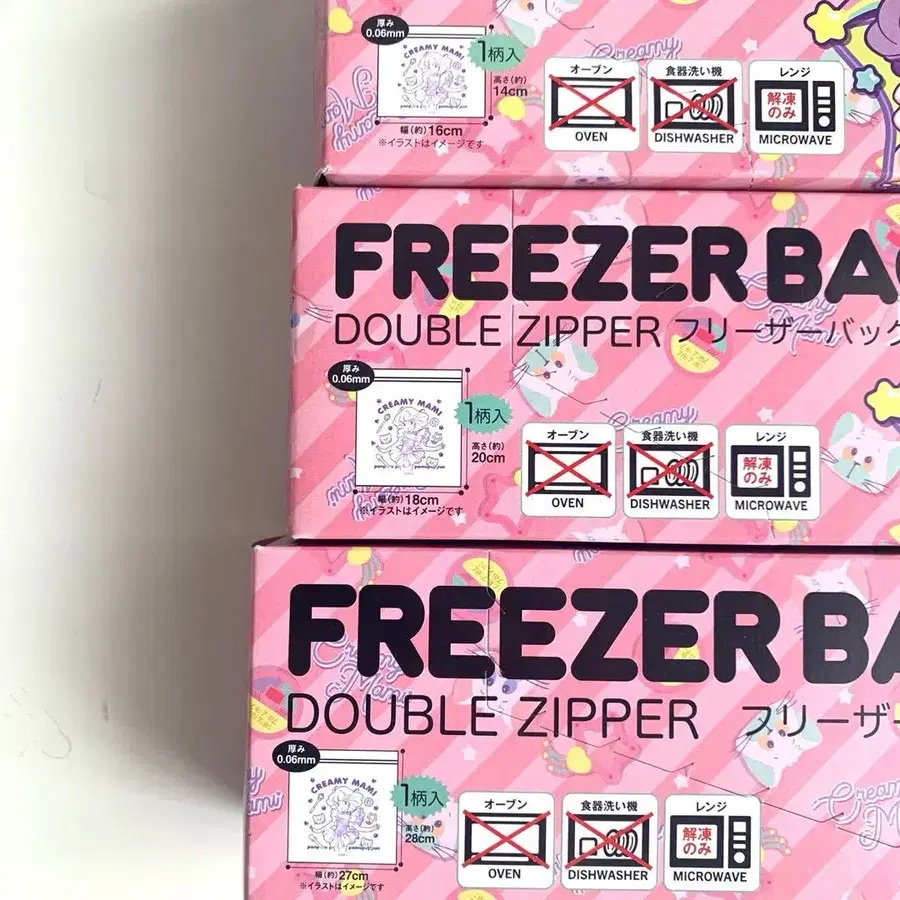 厚み
0.06mm
CREAMY MAMI
1柄入
高さ(約)
14cm
幅(約)16cm
※イラストはイメージです
オーブン
OVEN
食器洗い機
DISHWASHER
レンジ
解凍
のみ
MICROWAVE
Creamy
FREEZER BAG
DOUBLE ZIPPER フリーザーバッグ
厚み
0.06mm
CREAMY MAMI
1柄入
高さ(約)
20cm
幅(約)18cm
※イラストはイメージです
オーブン
OVEN
食器洗い機
DISHWASHER
レンジ
解凍
のみ
MICROWAVE
Creamy
FREEZER BA
DOUBLE ZIPPER フリーザー
Creamy
Mami
厚み
0.06mm
CREAMY MAMI
1柄入
高さ(約)
28cm
幅(約)27cm
※イラストはイメージです
オーブン
OVEN
食器洗い機
DISHWASHER
レンジ
解凍
のみ
MICROWAVE
Creamy